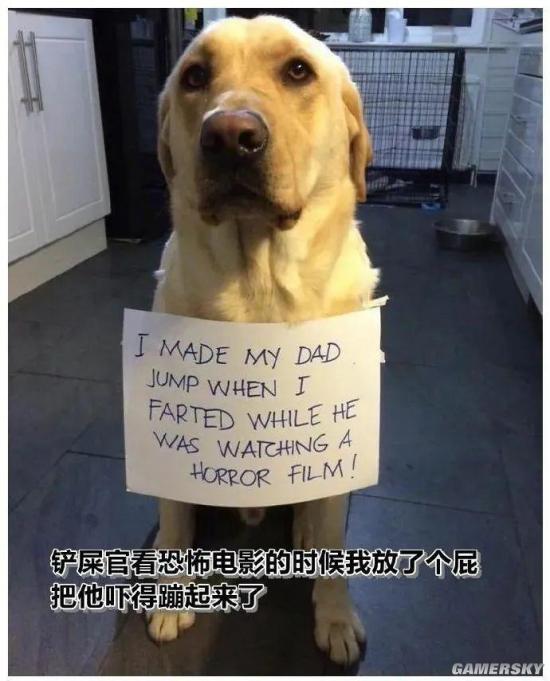 I MADE MY DAD
JUMP WHEN I
FARTED WHILE HE
WAS WATCHING A
HORROR FILM!
铲屎官看恐怖电影的时候我放了个屁
把他吓得蹦起来了
GAMERSKY